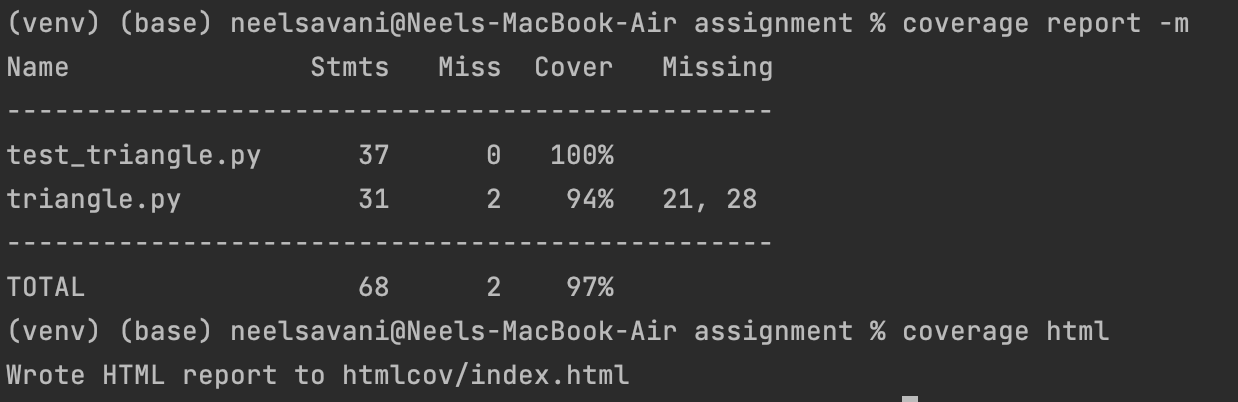 (venv) (base) neelsavani@Neels-MacBook-Air assignment % coverage report -m
Name               Stmts   Miss  Cover   Missing
------------------------------------------------
test_triangle.py      37      0   100%
triangle.py           31      2    94%   21, 28
------------------------------------------------
TOTAL                 68      2    97%
(venv) (base) neelsavani@Neels-MacBook-Air assignment % coverage html
Wrote HTML report to htmlcov/index.html